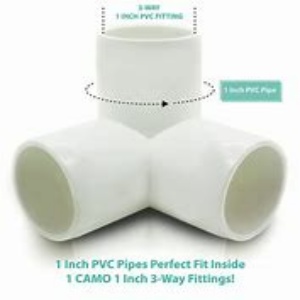 3-WAY
1 INCH PVC FITTING
1 Inch PVC Pipe
1 Inch PVC Pipes Perfect Fit Inside
1 CAMO 1 Inch 3-Way Fittings!